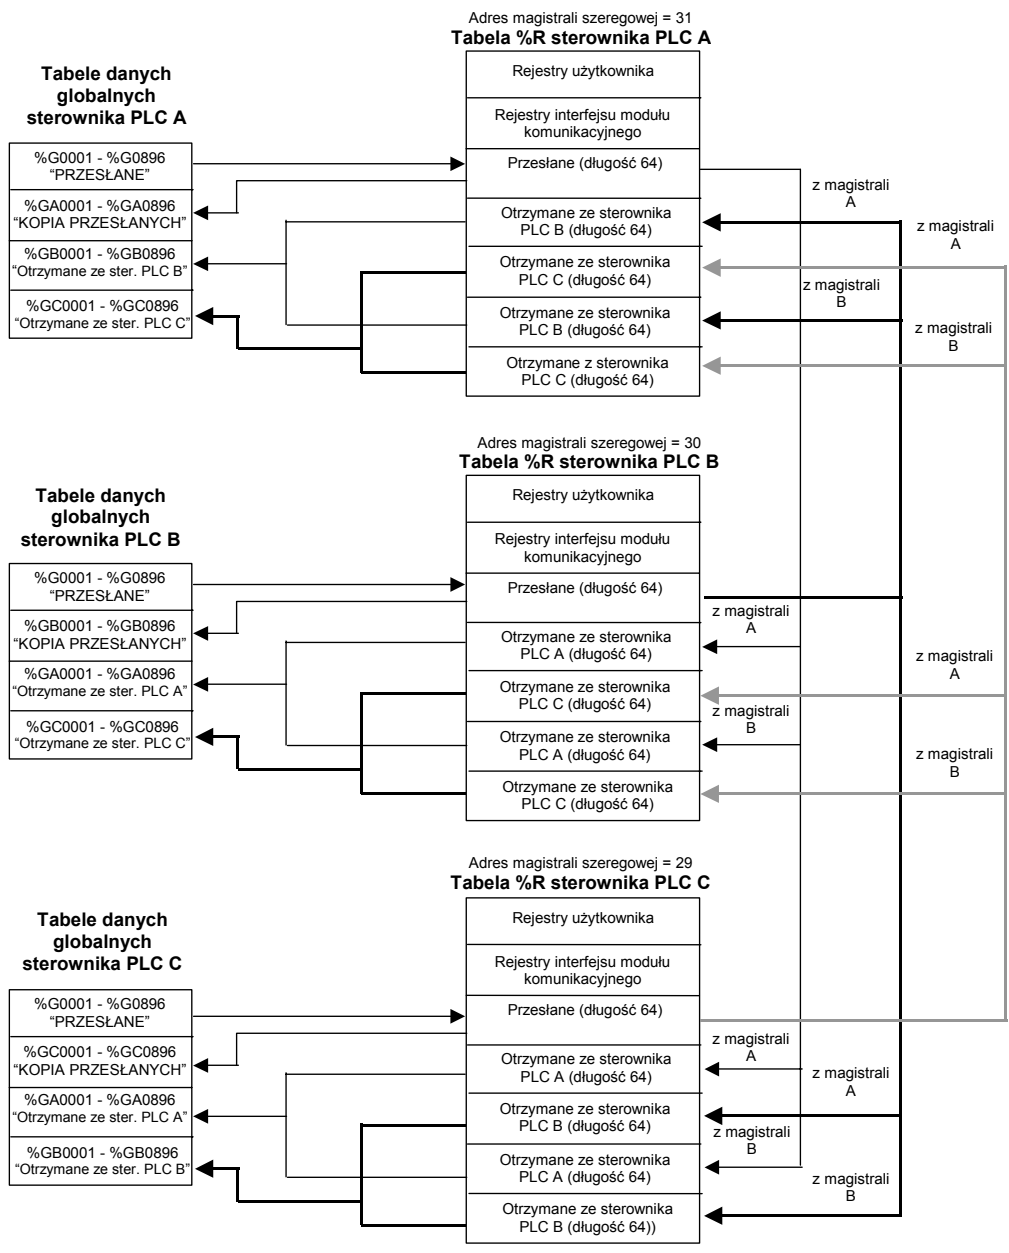 Adres magistrali szeregowej = 31
Tabela %R sterownika PLC A
Tabele danych
globalnych
sterownika PLC A
%G0001 - %G0896
“PRZESŁANE”
%GA0001 - %GA0896
“KOPIA PRZESŁANYCH”
%GB0001 - %GB0896
“Otrzymane ze ster. PLC B”
%GC0001 - %GC0896
“Otrzymane ze ster. PLC C”
Rejestry użytkownika
Rejestry interfejsu modułu
komunikacyjnego
Przesłane (długość 64)
Otrzymane ze sterownika
PLC B (długość 64)
Otrzymane ze sterownika
PLC C (długość 64)
Otrzymane ze sterownika
PLC B (długość 64)
Otrzymane z sterownika
PLC C (długość 64)
z magistrali
A
z magistrali
A
z magistrali
B
z magistrali
B
Adres magistrali szeregowej = 30
Tabela %R sterownika PLC B
Tabele danych
globalnych
sterownika PLC B
%G0001 - %G0896
“PRZESŁANE”
%GB0001 - %GB0896
“KOPIA PRZESŁANYCH”
%GA0001 - %GA0896
“Otrzymane ze ster. PLC A”
%GC0001 - %GC0896
“Otrzymane ze ster. PLC C”
Rejestry użytkownika
Rejestry interfejsu modułu
komunikacyjnego
Przesłane (długość 64)
Otrzymane ze sterownika
PLC A (długość 64)
Otrzymane ze sterownika
PLC C (długość 64)
Otrzymane ze sterownika
PLC A (długość 64)
Otrzymane ze sterownika
PLC C (długość 64)
z magistrali
A
z magistrali
A
z magistrali
B
z magistrali
B
Adres magistrali szeregowej = 29
Tabela %R sterownika PLC C
Tabele danych
globalnych
sterownika PLC C
%G0001 - %G0896
“PRZESŁANE”
%GC0001 - %GC0896
“KOPIA PRZESŁANYCH”
%GA0001 - %GA0896
“Otrzymane ze ster. PLC A”
%GB0001 - %GB0896
“Otrzymane ze ster. PLC B”
Rejestry użytkownika
Rejestry interfejsu modułu
komunikacyjnego
Przesłane (długość 64)
Otrzymane ze sterownika
PLC A (długość 64)
Otrzymane ze sterownika
PLC B (długość 64)
Otrzymane ze sterownika
PLC A (długość 64)
Otrzymane ze sterownika
PLC B (długość 64))
z magistrali
A
z magistrali
A
z magistrali
B
z magistrali
B